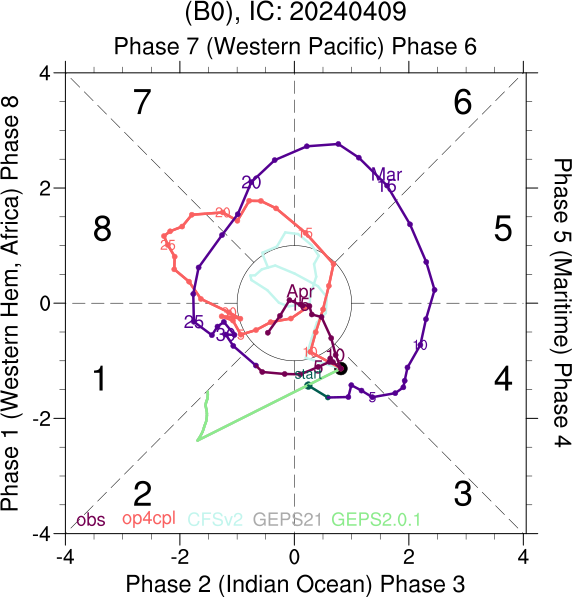 (B0), IC: 20240409
Phase 7 (Western Pacific) Phase 6
4
7
6
Mar
15
20
2
20
15
8
5
25
Phase 1 (Western Hem, Africa) Phase 8
Phase 5 (Maritime) Phase 4
Apr
15
0
25
30
30
10
5
10
10
5
start
1
4
5
-2
2
3
obs
op4cpl
CFSv2
GEPS21
GEPS2.0.1
-4
-4
-2
0
2
4
Phase 2 (Indian Ocean) Phase 3